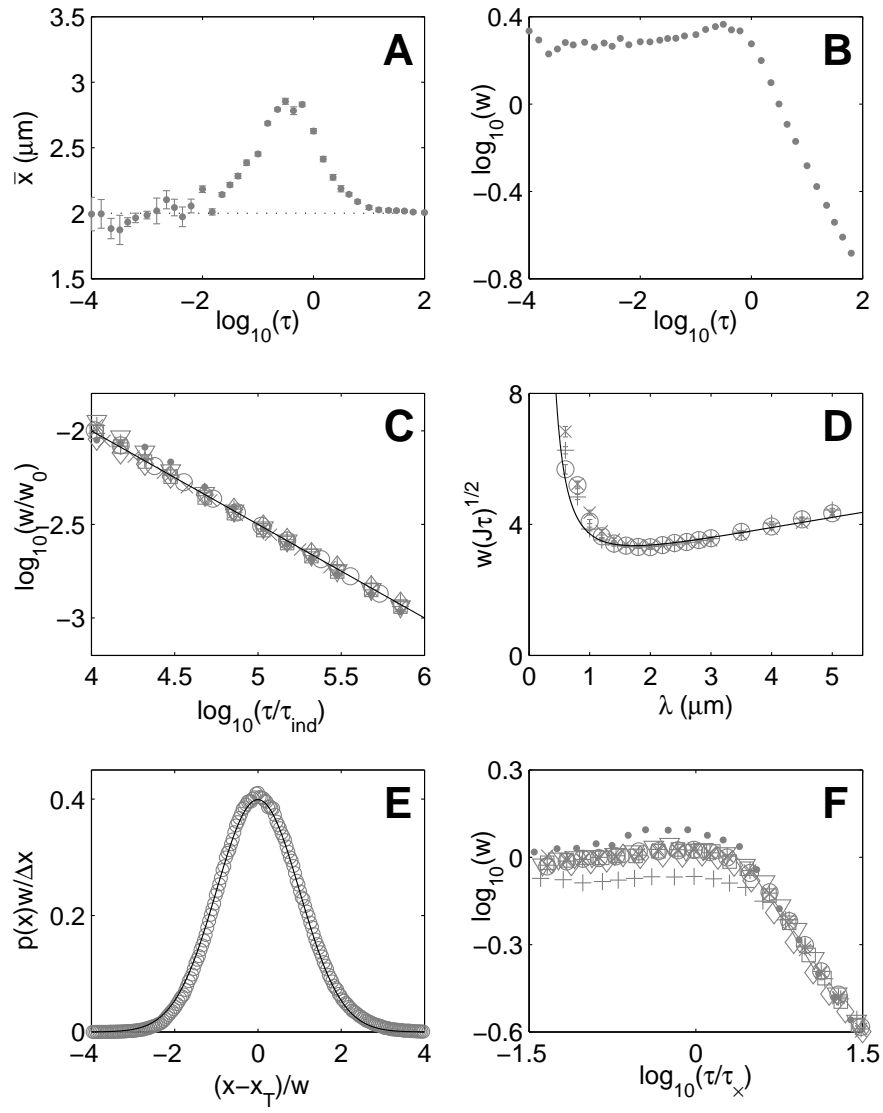 3.5
3
2.5
2
1.5
x̄ (μm)
A
−4 −2 0 2
log10(τ)
0.4
0
−0.4
−0.8
log10(w)
B
−4 −2 0 2
log10(τ)
−2
−2.5
−3
log10(w/w0)
C
4 4.5 5 5.5 6
log10(τ/τind)
8
4
0
w(Jτ)1/2
D
0 1 2 3 4 5
λ (μm)
0.4
0.2
0
p(x)w/Δx
E
−4 −2 0 2 4
(x−xT)/w
0.3
0.0
−0.3
−0.6
log10(w)
F
−1.5 0 1.5
log10(τ/τ×)